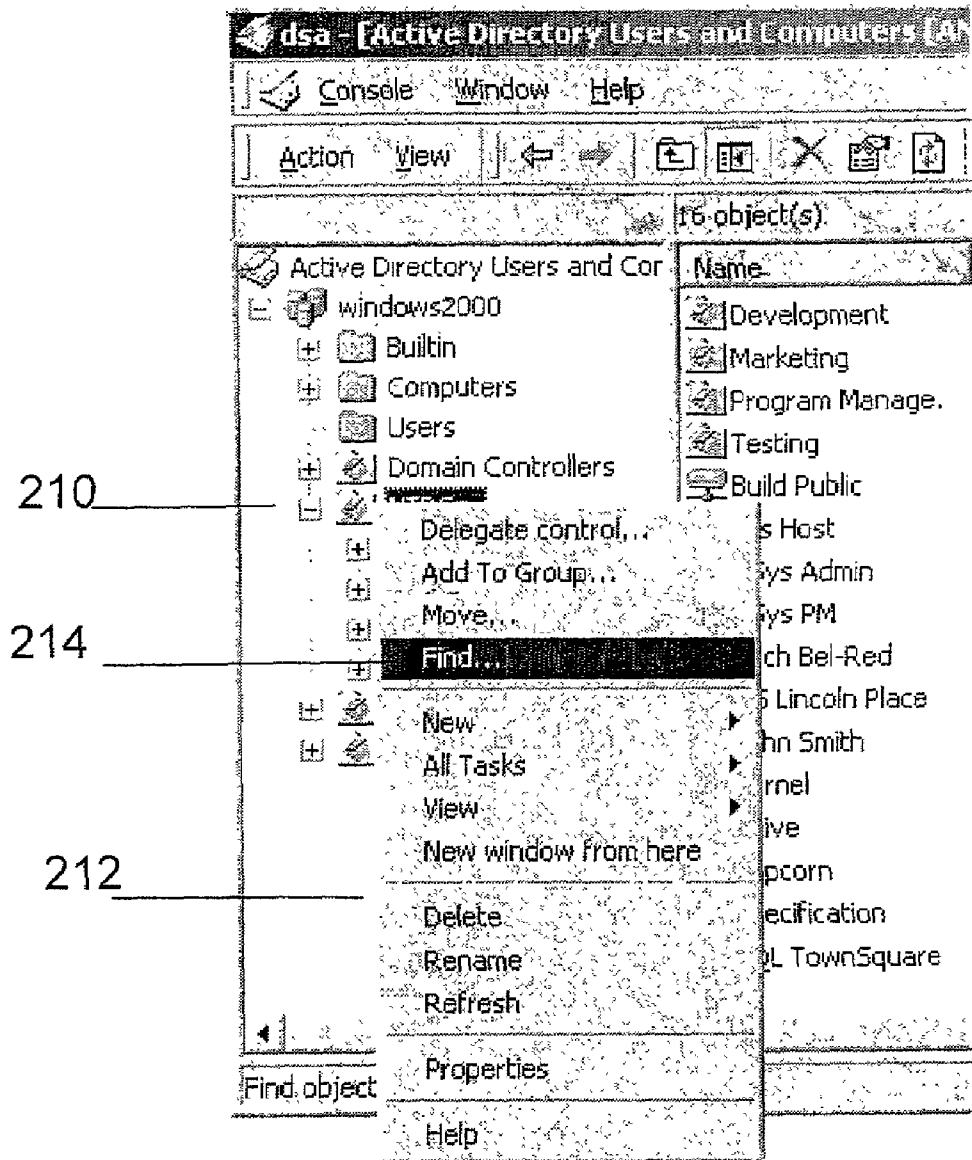 dsa - [Active Directory Users and Computers [
Console Window Help
Action View
16 object(s)
Active Directory Users and Cor
Name
windows2000
Development
Builtin
Marketing
Computers
Program Manage.
Users
Testing
Domain Controllers
Build Public
210
Delegate control...
s Host
Add To Group...
ys Admin
Move...
ys PM
214
Find...
ch Bel-Red
Lincoln Place
New
hn Smith
All Tasks
rnel
View
ive
New window from here
pcorn
212
Delete
ecification
Rename
L TownSquare
Refresh
Properties
Find object
Help